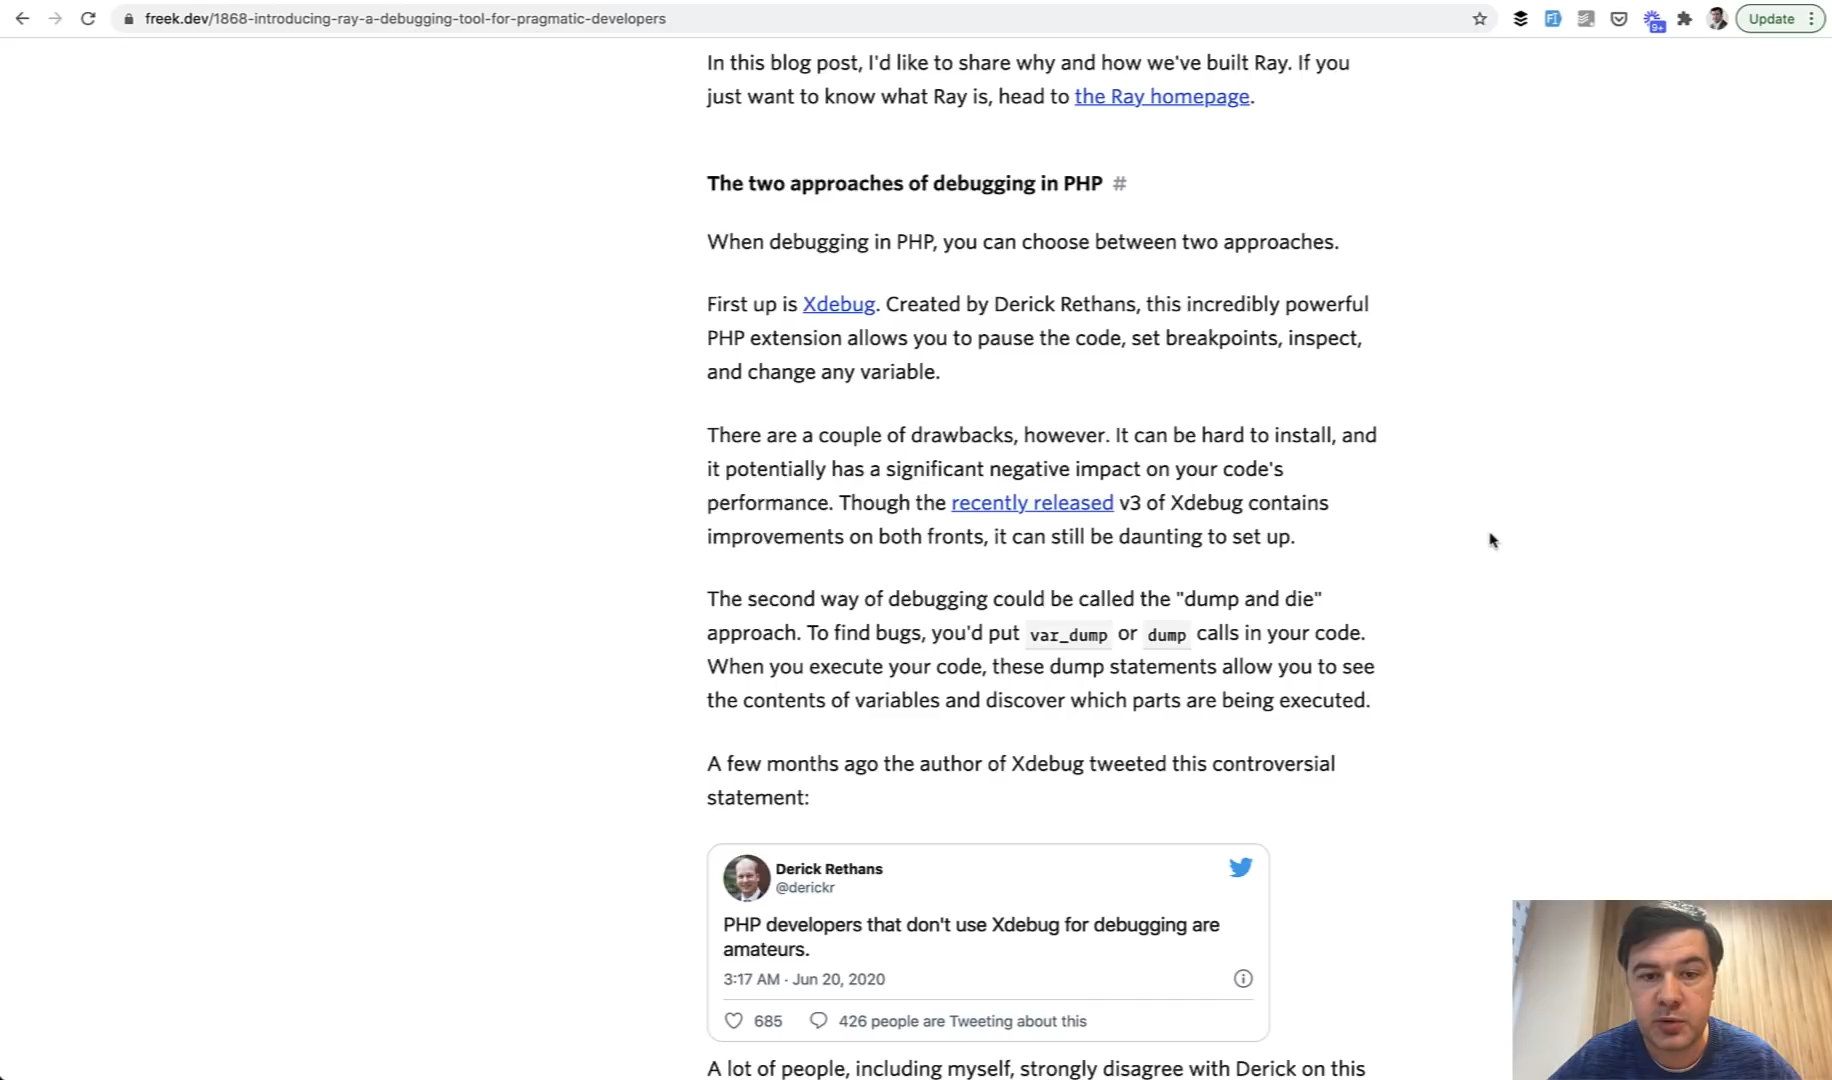 freek.dev/1868-introducing-ray-a-debugging-tool-for-pragmatic-developers
Update
9+
In this blog post, I'd like to share why and how we've built Ray. If you
just want to know what Ray is, head to the Ray homepage.
The two approaches of debugging in PHP #
When debugging in PHP, you can choose between two approaches.
First up is Xdebug. Created by Derick Rethans, this incredibly powerful
PHP extension allows you to pause the code, set breakpoints, inspect,
and change any variable.
There are a couple of drawbacks, however. It can be hard to install, and
it potentially has a significant negative impact on your code's
performance. Though the recently released v3 of Xdebug contains
improvements on both fronts, it can still be daunting to set up.
The second way of debugging could be called the "dump and die"
approach. To find bugs, you'd put var_dump or dump calls in your code.
When you execute your code, these dump statements allow you to see
the contents of variables and discover which parts are being executed.
A few months ago the author of Xdebug tweeted this controversial
statement:
Derick Rethans
@derickr
PHP developers that don't use Xdebug for debugging are
amateurs.
3:17 AM · Jun 20, 2020
685 426 people are Tweeting about this
A lot of people, including myself, strongly disagree with Derick on this